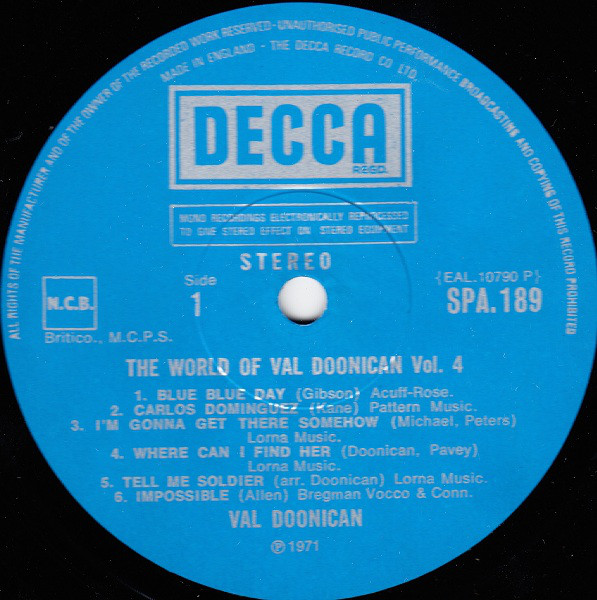 ALL RIGHTS OF THE MANUFACTURER AND OF THE OWNER OF THE RECORDED WORK RESERVED - UNAUTHORISED PUBLIC PERFORMANCE BROADCASTING AND COPYING OF THIS RECORD PROHIBITED
MADE IN ENGLAND - THE DECCA RECORD CO LTD.
DECCA
REGD.
MONO RECORDINGS ELECTRONICALLY REPROCESSED
TO GIVE STEREO EFFECT ON STEREO EQUIPMENT
STEREO
Side
1
N.C.B.
Britico., M.C.P.S.
(EAL.10790 P)
SPA.189
THE WORLD OF VAL DOONICAN Vol. 4
1. BLUE BLUE DAY (Gibson) Acuff-Rose.
2. CARLOS DOMINGUEZ (Kane) Pattern Music.
3. I'M GONNA GET THERE SOMEHOW (Michael, Peters)
Lorna Music.
4. WHERE CAN I FIND HER (Doonican, Pavey)
Lorna Music.
5. TELL ME SOLDIER (arr. Doonican) Lorna Music.
6. IMPOSSIBLE (Allen) Bregman Vocco & Conn.
VAL DOONICAN
℗ 1971